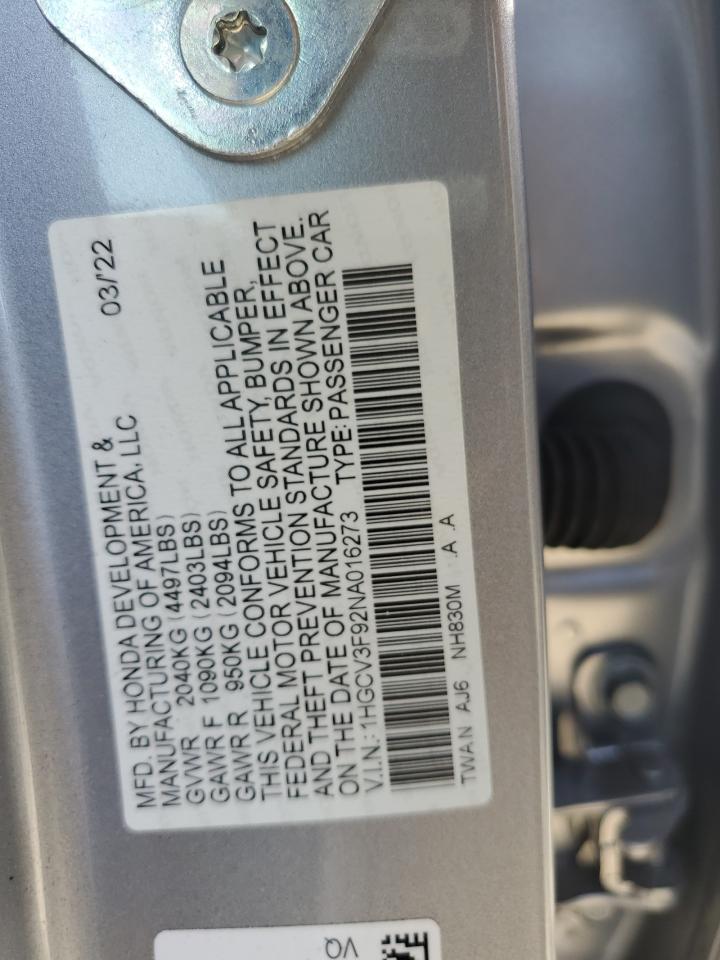 MFD. BY HONDA DEVELOPMENT & 03/'22
MANUFACTURING OF AMERICA, LLC
GVWR 2040KG (4497LBS)
GAWR F 1090KG (2403LBS)
GAWR R 950KG (2094LBS)
THIS VEHICLE CONFORMS TO ALL APPLICABLE
FEDERAL MOTOR VEHICLE SAFETY, BUMPER,
AND THEFT PREVENTION STANDARDS IN EFFECT
ON THE DATE OF MANUFACTURE SHOWN ABOVE.
V.I.N.:1HGCV3F92NA016273 TYPE:PASSENGER CAR
TWAN AJ6 NH830M A A
VQ